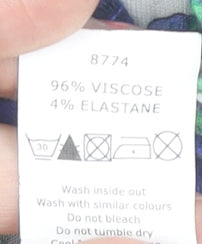 8774
96% VISCOSE
4% ELASTANE
30
Wash inside out
Wash with similar colours
Do not bleach
Do not tumble dry